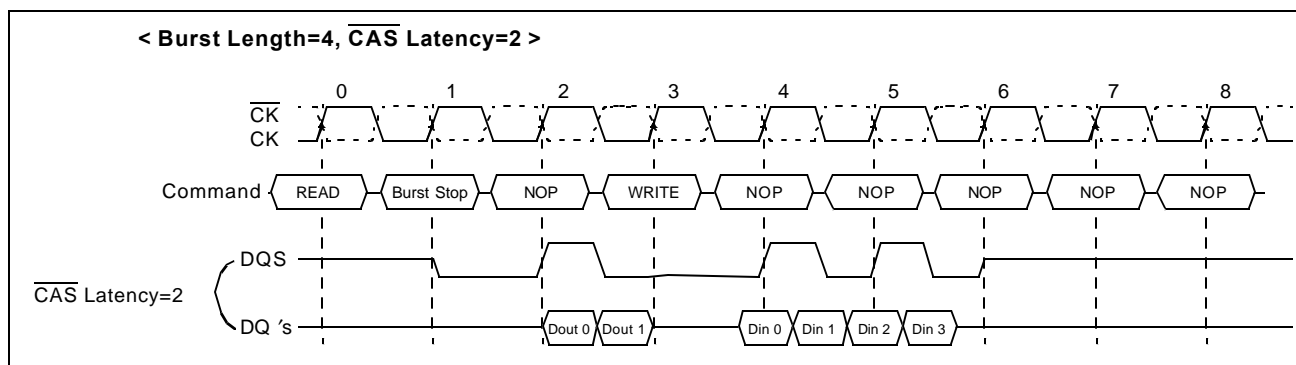 < Burst Length=4, CAS Latency=2 >
0 1 2 3 4 5 6 7 8
CK
CK
Command READ Burst Stop NOP WRITE NOP NOP NOP NOP NOP
DQS
CAS Latency=2
DQ 's Dout 0 Dout 1 Din 0 Din 1 Din 2 Din 3